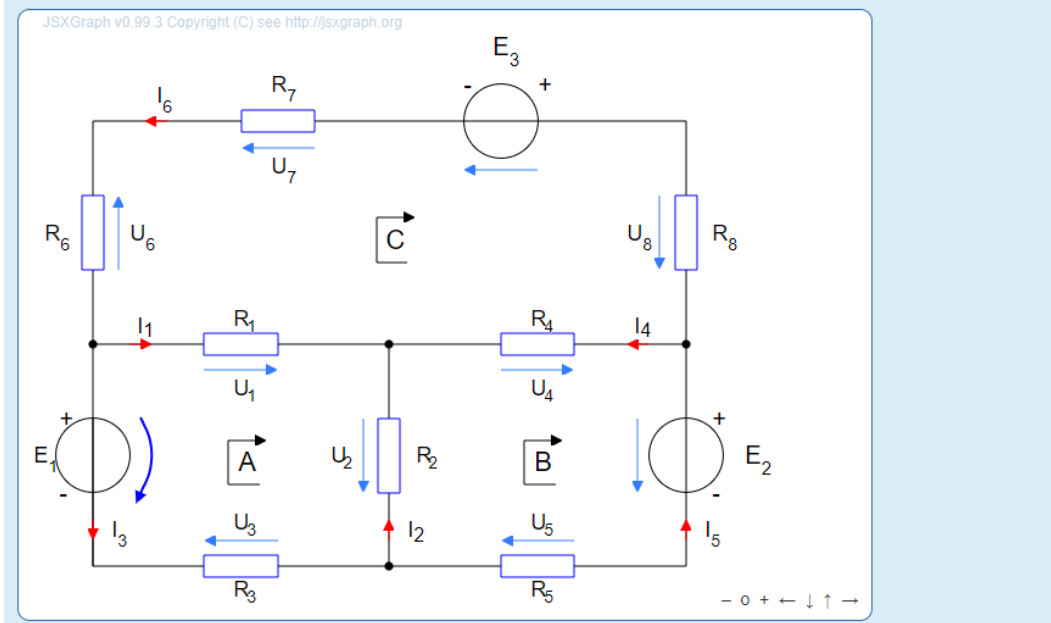 JSXGraph v0.99.3 Copyright (C) see http://jsxgraph.org
E3
- +
I6
R7
U7
R6
U6
C
U8
R8
I1
R1
R4
I4
U1
U4
+
+
E1
A
U2
R2
B
E2
-
-
I3
U3
I2
U5
I5
R3
R5
– o + ← ↓ ↑ →